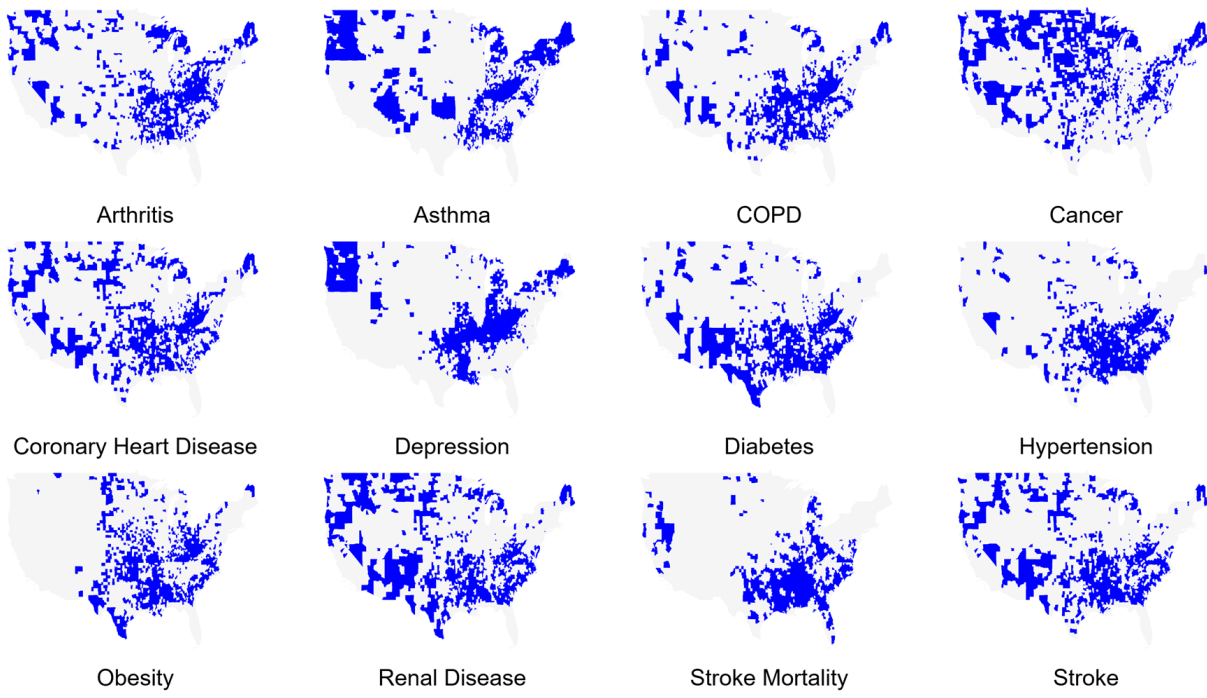 Arthritis
Asthma
COPD
Cancer
Coronary Heart Disease
Depression
Diabetes
Hypertension
Obesity
Renal Disease
Stroke Mortality
Stroke